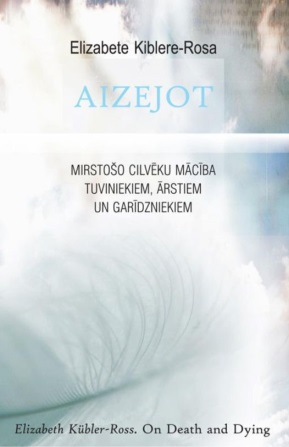 Elizabete Kiblere-Rosa
AIZEJOT
MIRSTOŠO CILVĒKU MĀCĪBA
TUVINIEKIEM, ĀRSTIEM
UN GARĪDZNIEKIEM
Elizabeth Kübler-Ross. On Death and Dying